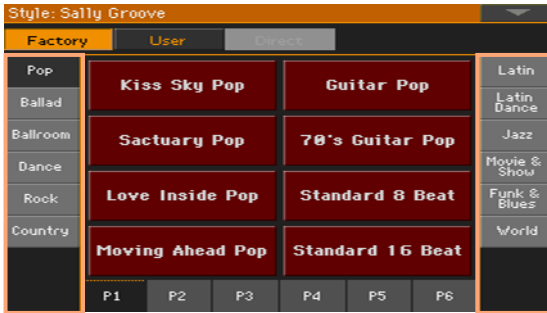 Style: Sally Groove
Factory
User
Direct
Pop
Ballad
Ballroom
Dance
Rock
Country
Kiss Sky Pop
Guitar Pop
Sactuary Pop
70's Guitar Pop
Love Inside Pop
Standard 8 Beat
Moving Ahead Pop
Standard 16 Beat
Latin
Latin
Dance
Jazz
Movie &
Show
Funk &
Blues
World
P1
P2
P3
P4
P5
P6